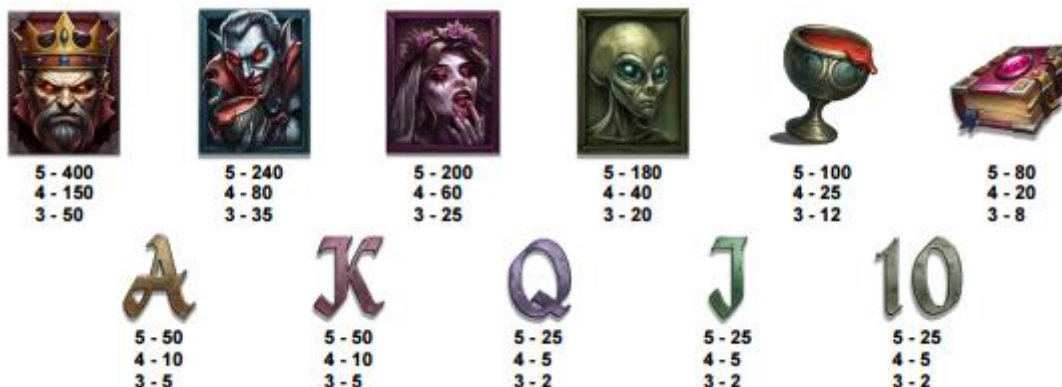 5 - 400 5 - 240 5 - 200 5 - 180 5 - 100 5 - 80
4 - 150 4 - 80 4 - 60 4 - 40 4 - 25 4 - 20
3 - 50 3 - 35 3 - 25 3 - 20 3 - 12 3 - 8
A K Q J 10
5 - 50 5 - 50 5 - 25 5 - 25 5 - 25
4 - 10 4 - 10 4 - 5 4 - 5 4 - 5
3 - 5 3 - 5 3 - 2 3 - 2 3 - 2